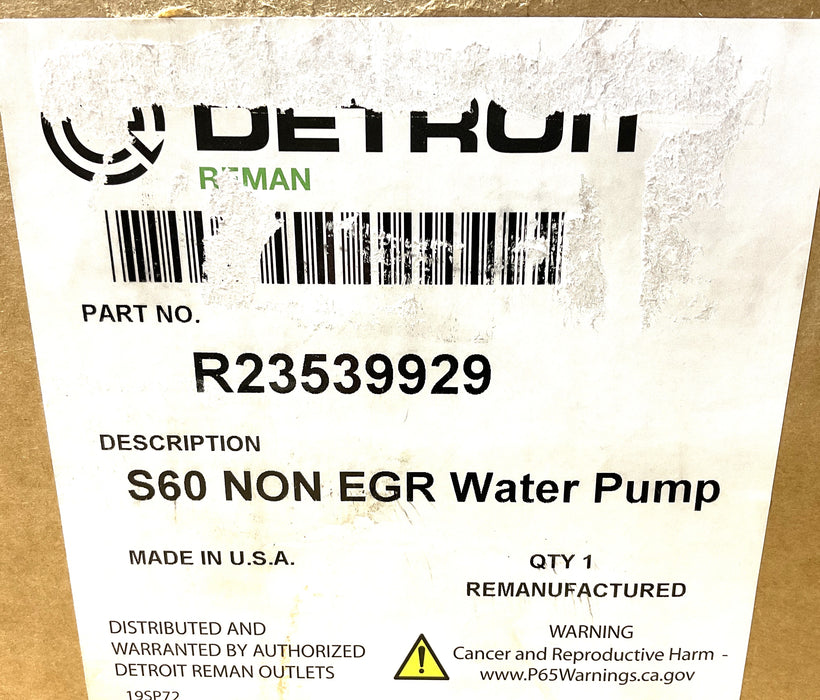 DETROIT
REMAN
PART NO.
R23539929
DESCRIPTION
S60 NON EGR Water Pump
MADE IN U.S.A.
QTY 1
REMANUFACTURED
DISTRIBUTED AND
WARRANTED BY AUTHORIZED
DETROIT REMAN OUTLETS
19SP72
WARNING
Cancer and Reproductive Harm -
www.P65Warnings.ca.gov